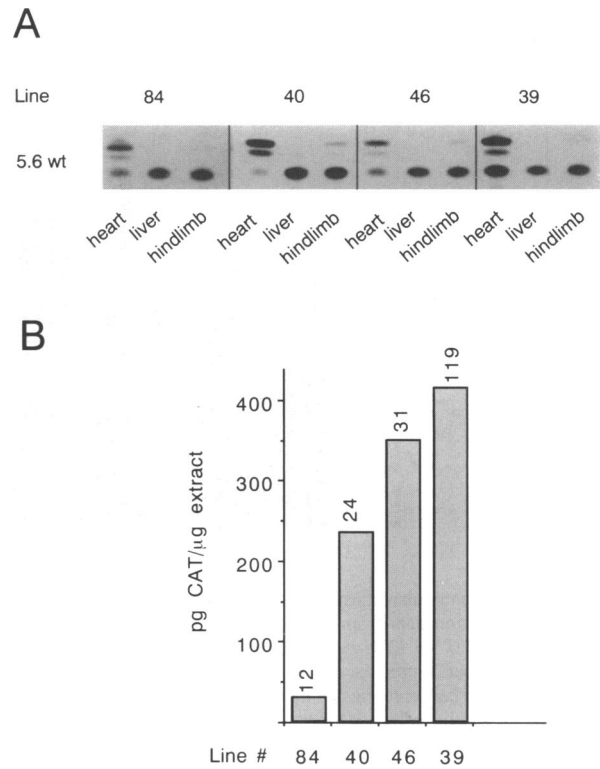 A
Line 84 40 46 39
5.6 wt
heart liver hindlimb heart liver hindlimb heart liver hindlimb heart liver hindlimb
B
pg CAT/µg extract
400
300
200
100
12 24 31 119
Line # 84 40 46 39